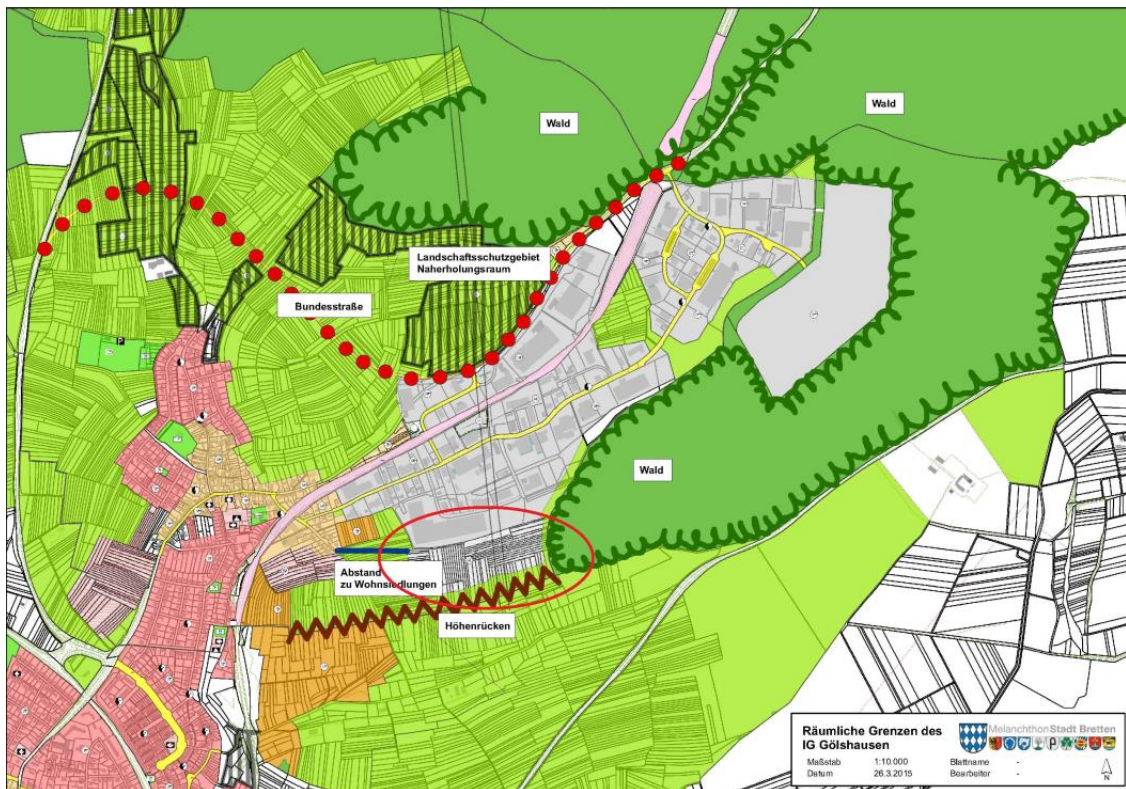 Wald
Wald
Landschaftsschutzgebiet
Naherholungsraum
Bundesstraße
P
Wald
Abstand
zu Wohnsiedlungen
Höhenrücken
Räumliche Grenzen des
IG Gölshausen
Melanchthon Stadt Bretten
Maßstab 1:10.000 Blattname -
Datum 26.3.2015 Bearbeiter -
N